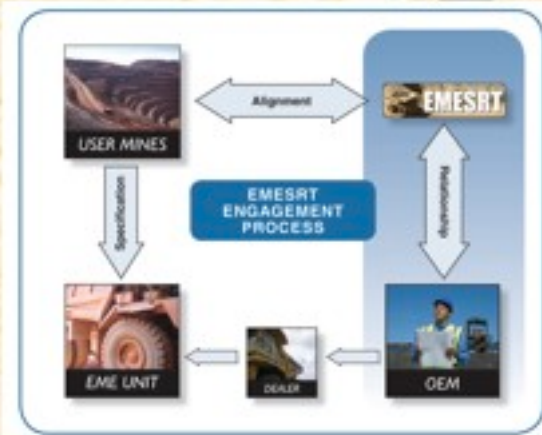 Alignment
EMESRT
USER MINES
Specification
EMESRT
ENGAGEMENT
PROCESS
Relationship
EME UNIT
DEALER
OEM